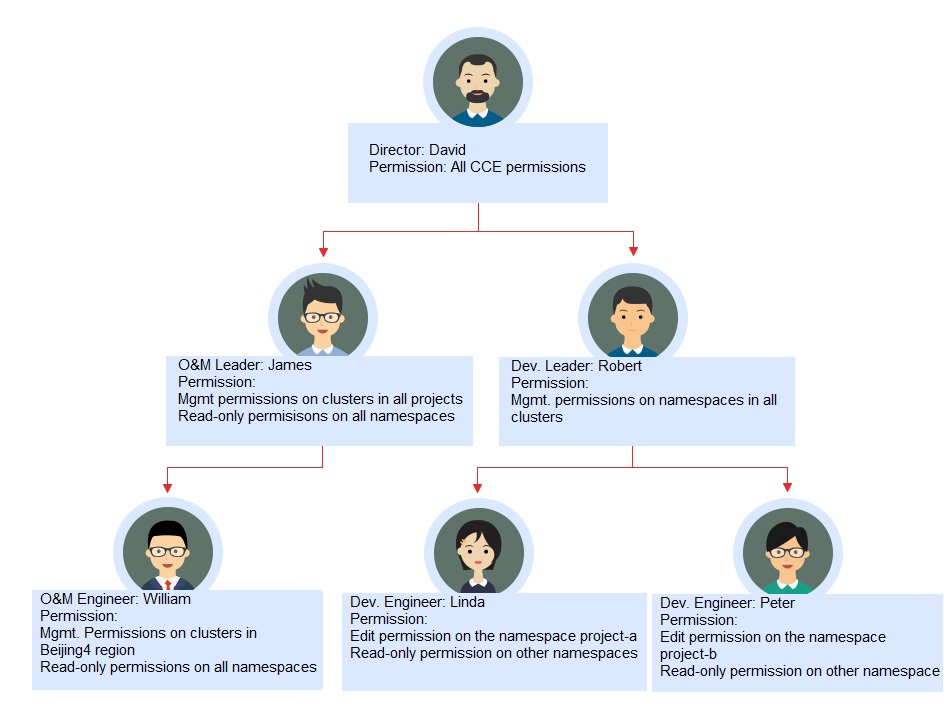 Director: David
Permission: All CCE permissions
O&M Leader: James
Permission:
Mgmt permissions on clusters in all projects
Read-only permisisons on all namespaces
Dev. Leader: Robert
Permission:
Mgmt. permissions on namespaces in all
clusters
O&M Engineer: William
Permission:
Mgmt. Permissions on clusters in
Beijing4 region
Read-only permissions on all namespaces
Dev. Engineer: Linda
Permission:
Edit permission on the namespace project-a
Read-only permission on other namespaces
Dev. Engineer: Peter
Permission:
Edit permission on the namespace
project-b
Read-only permission on other namespace